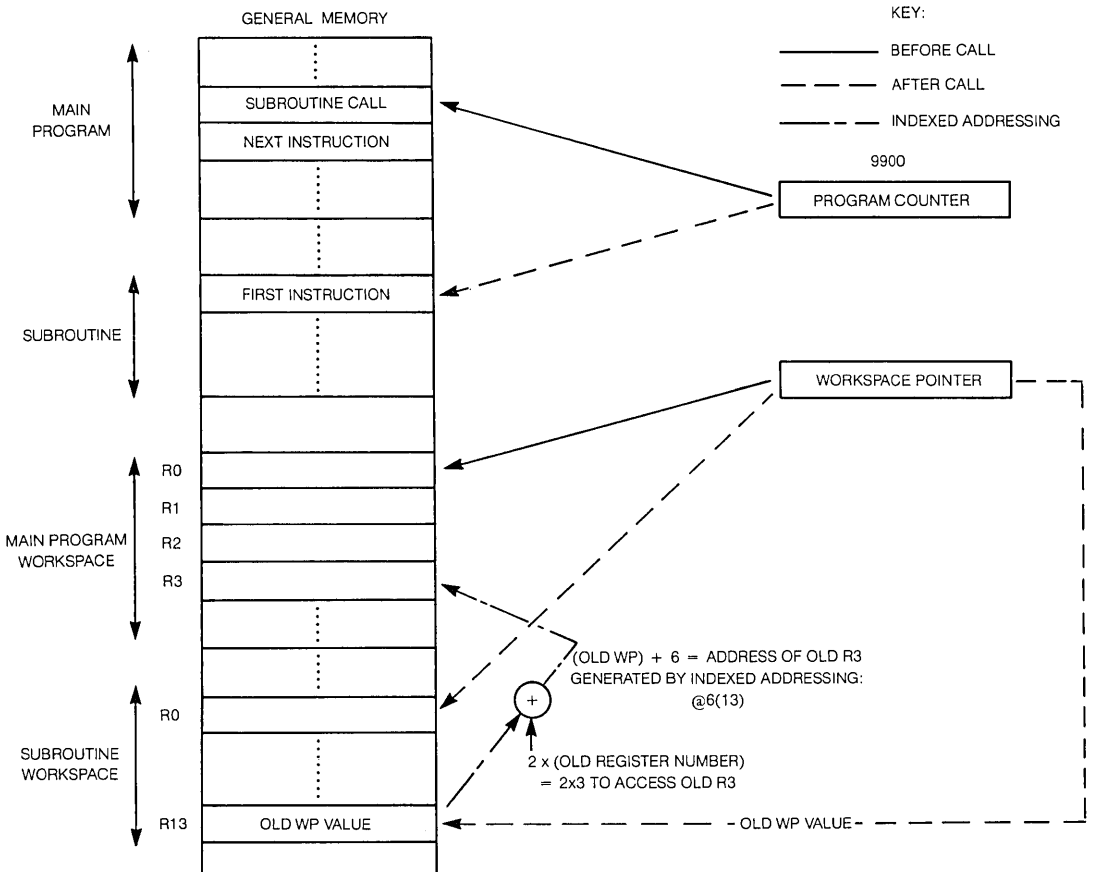 GENERAL MEMORY
KEY:
BEFORE CALL
AFTER CALL
INDEXED ADDRESSING
MAIN
PROGRAM
SUBROUTINE CALL
NEXT INSTRUCTION
9900
PROGRAM COUNTER
FIRST INSTRUCTION
SUBROUTINE
WORKSPACE POINTER
R0
R1
R2
R3
MAIN PROGRAM
WORKSPACE
(OLD WP) + 6 = ADDRESS OF OLD R3
GENERATED BY INDEXED ADDRESSING:
@6(13)
+
R0
2 x (OLD REGISTER NUMBER)
= 2x3 TO ACCESS OLD R3
SUBROUTINE
WORKSPACE
R13
OLD WP VALUE
OLD WP VALUE